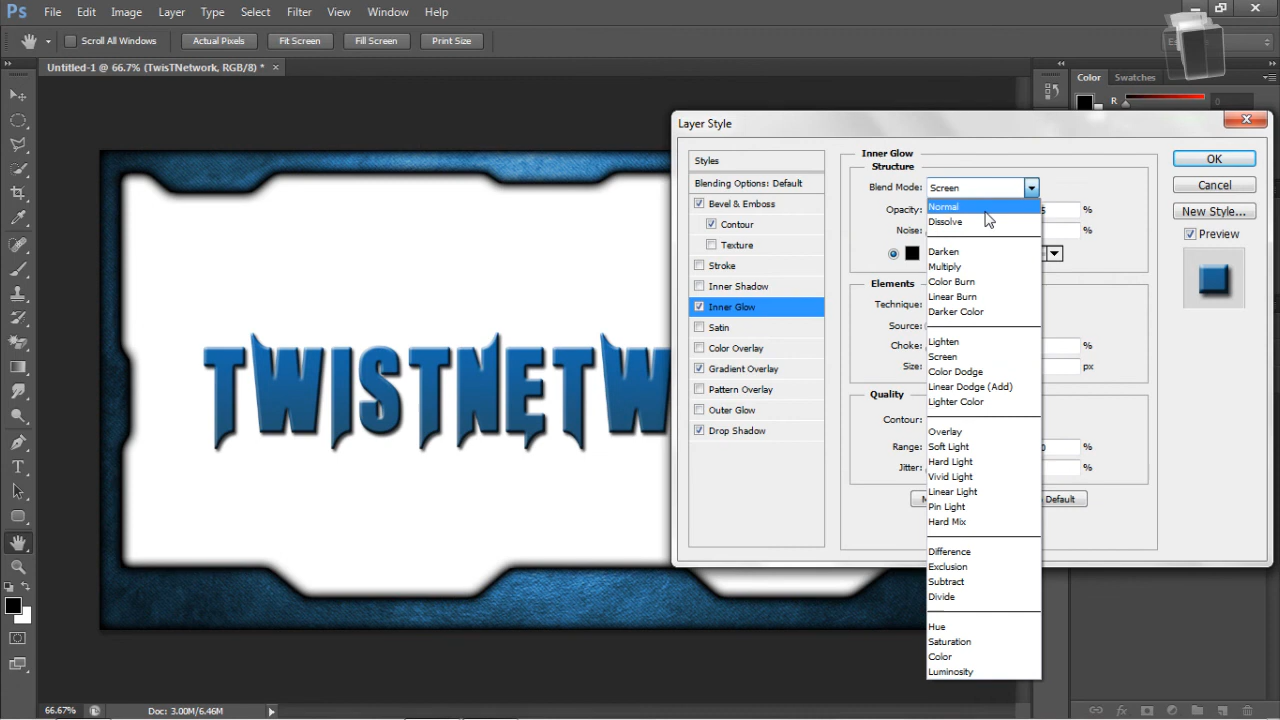 Ps File Edit Image Layer Type Select Filter View Window Help
Scroll All Windows Actual Pixels Fit Screen Fill Screen Print Size
Untitled-1 @ 66.7% (TwisTNetwork, RGB/8) * ×
Color Swatches
R 0
Layer Style
Styles
Blending Options: Default
Bevel & Emboss
Contour
Texture
Stroke
Inner Shadow
Inner Glow
Satin
Color Overlay
Gradient Overlay
Pattern Overlay
Outer Glow
Drop Shadow
Inner Glow
Structure
Blend Mode: Screen
Opacity: %
Noise: %
Elements
Technique:
Source:
Choke: %
Size: px
Quality
Contour:
Range: %
Jitter: %
Default
Normal
Dissolve
Darken
Multiply
Color Burn
Linear Burn
Darker Color
Lighten
Screen
Color Dodge
Linear Dodge (Add)
Lighter Color
Overlay
Soft Light
Hard Light
Vivid Light
Linear Light
Pin Light
Hard Mix
Difference
Exclusion
Subtract
Divide
Hue
Saturation
Color
Luminosity
OK
Cancel
New Style...
Preview
TWISTNETW
66.67% Doc: 3.00M/6.46M